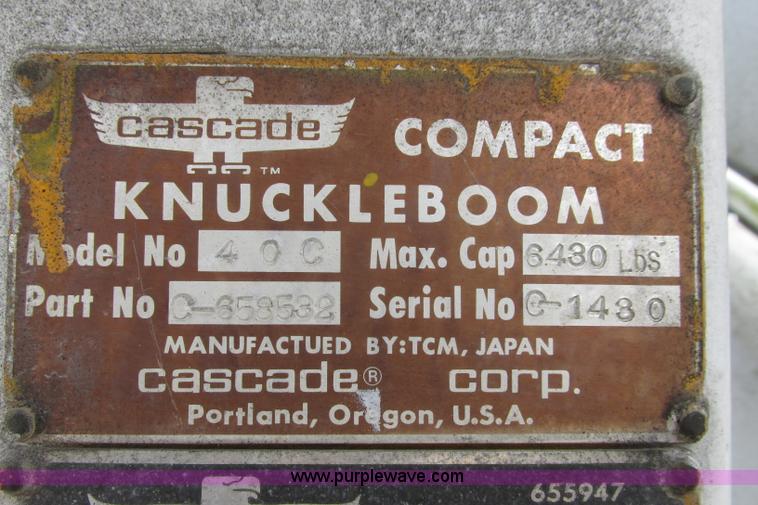 cascade COMPACT
TM
KNUCKLEBOOM
Model No 40C Max. Cap 6430 Lbs
Part No C-658532 Serial No C-1480
MANUFACTUED BY:TCM, JAPAN
cascade® corp.
Portland, Oregon, U.S.A.
www.purplewave.com
655947